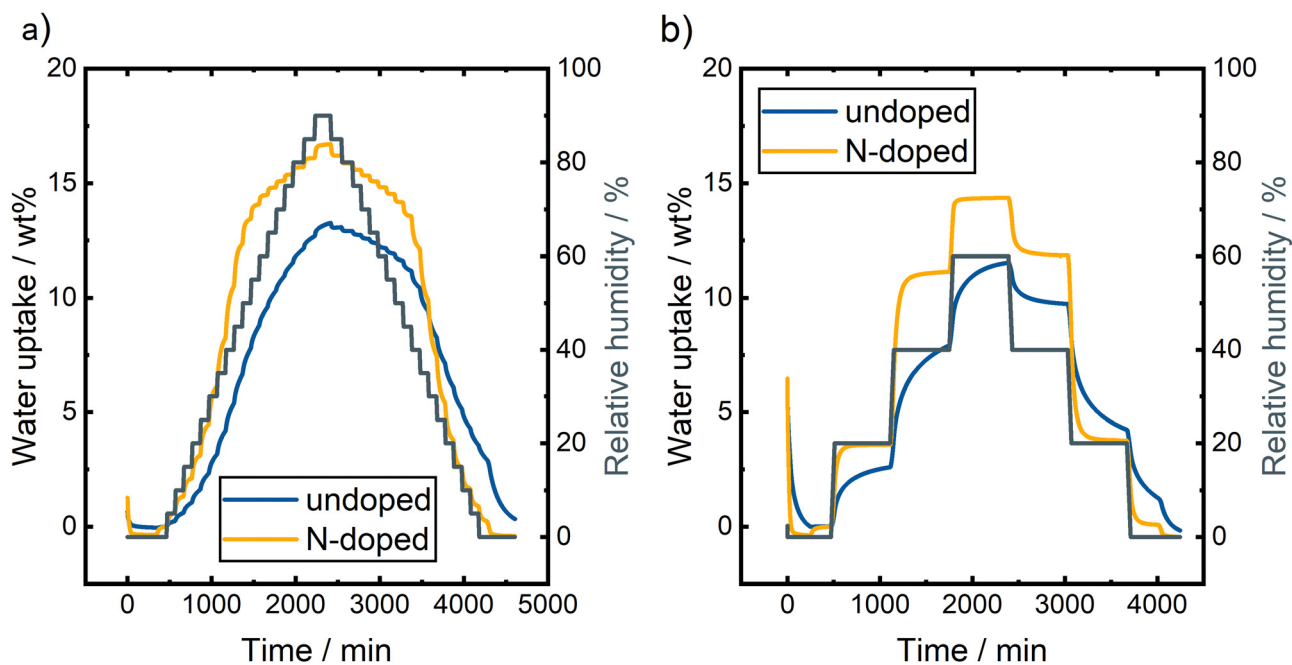 a)
20
15
10
5
0
Water uptake / wt%
100
80
60
40
20
0
Relative humidity / %
undoped
N-doped
0 1000 2000 3000 4000 5000
Time / min
b)
20
15
10
5
0
Water uptake / wt%
100
80
60
40
20
0
Relative humidity / %
undoped
N-doped
0 1000 2000 3000 4000
Time / min